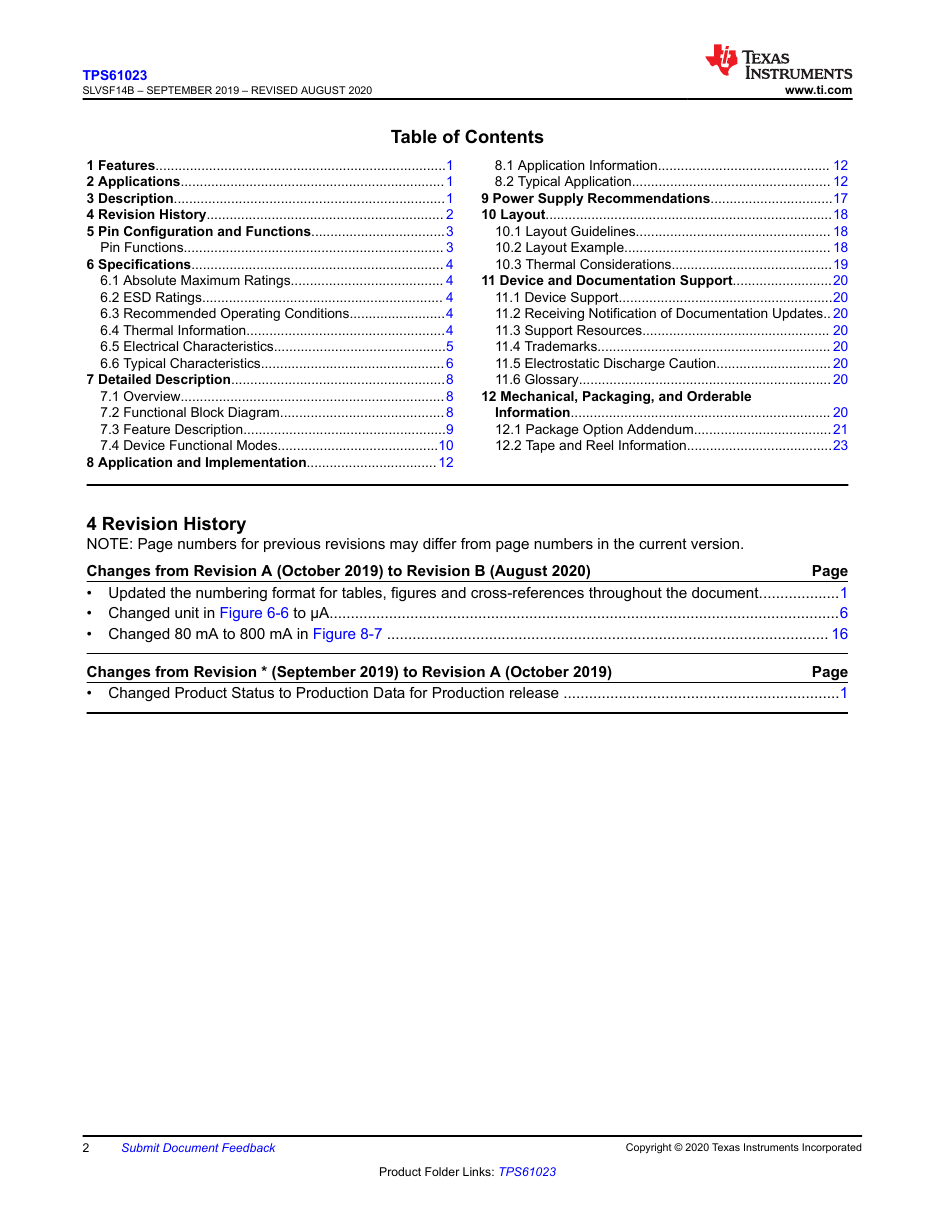 TPS61023
SLVSF14B – SEPTEMBER 2019 – REVISED AUGUST 2020
TEXAS
INSTRUMENTS
www.ti.com
Table of Contents
1 Features.............................................................................1
2 Applications......................................................................1
3 Description........................................................................1
4 Revision History............................................................... 2
5 Pin Configuration and Functions...................................3
Pin Functions.................................................................... 3
6 Specifications................................................................... 4
6.1 Absolute Maximum Ratings........................................ 4
6.2 ESD Ratings............................................................... 4
6.3 Recommended Operating Conditions.........................4
6.4 Thermal Information....................................................4
6.5 Electrical Characteristics.............................................5
6.6 Typical Characteristics................................................6
7 Detailed Description........................................................8
7.1 Overview.....................................................................8
7.2 Functional Block Diagram...........................................8
7.3 Feature Description.....................................................9
7.4 Device Functional Modes..........................................10
8 Application and Implementation.................................. 12
8.1 Application Information............................................. 12
8.2 Typical Application.................................................... 12
9 Power Supply Recommendations................................17
10 Layout...........................................................................18
10.1 Layout Guidelines................................................... 18
10.2 Layout Example...................................................... 18
10.3 Thermal Considerations..........................................19
11 Device and Documentation Support..........................20
11.1 Device Support........................................................20
11.2 Receiving Notification of Documentation Updates.. 20
11.3 Support Resources................................................. 20
11.4 Trademarks............................................................. 20
11.5 Electrostatic Discharge Caution..............................20
11.6 Glossary.................................................................. 20
12 Mechanical, Packaging, and Orderable
Information.................................................................... 20
12.1 Package Option Addendum....................................21
12.2 Tape and Reel Information......................................23
4 Revision History
NOTE: Page numbers for previous revisions may differ from page numbers in the current version.
Changes from Revision A (October 2019) to Revision B (August 2020) Page
• Updated the numbering format for tables, figures and cross-references throughout the document...................1
• Changed unit in Figure 6-6 to µA.......................................................................................................................6
• Changed 80 mA to 800 mA in Figure 8-7 ....................................................................................................... 16
Changes from Revision * (September 2019) to Revision A (October 2019) Page
• Changed Product Status to Production Data for Production release .................................................................1
2 Submit Document Feedback Copyright © 2020 Texas Instruments Incorporated
Product Folder Links: TPS61023